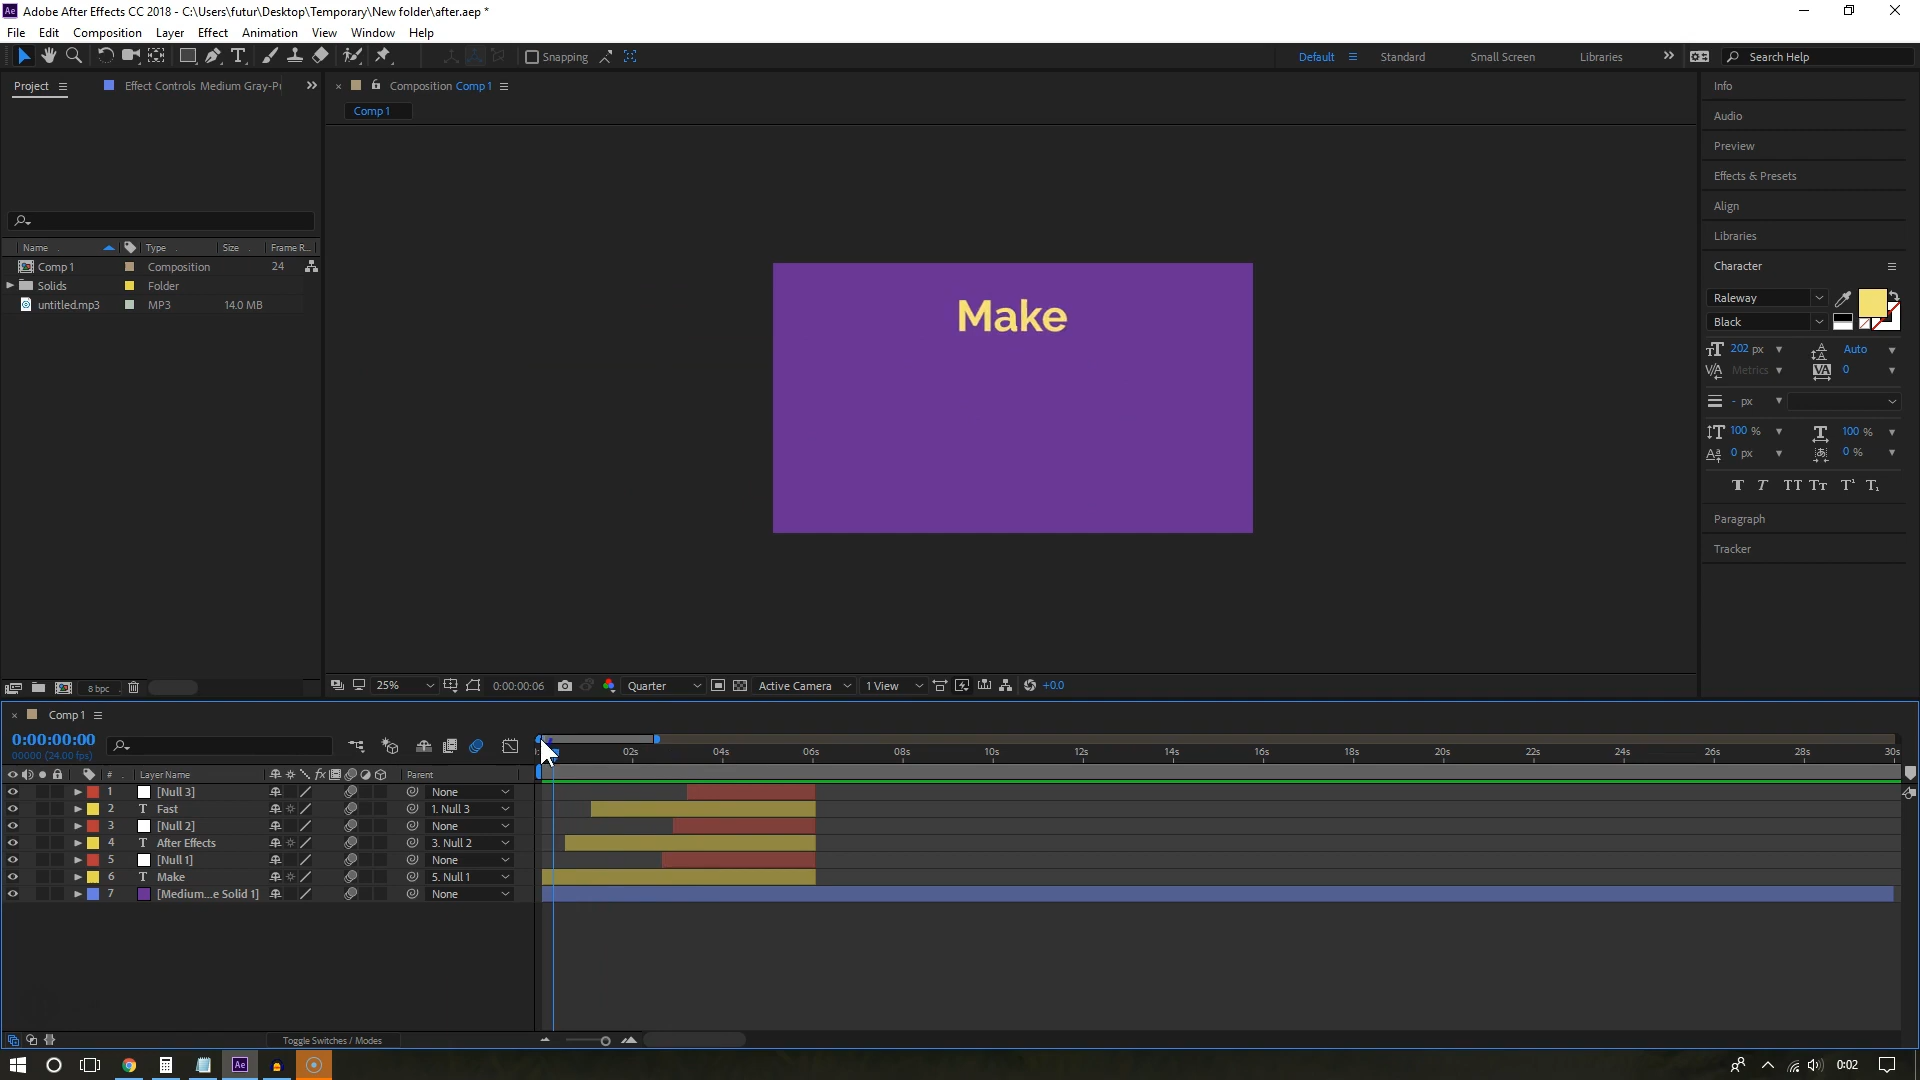 Adobe After Effects CC 2018 - C:\Users\futur\Desktop\Temporary\New folder\after.aep *
File Edit Composition Layer Effect Animation View Window Help
Snapping
Default Standard Small Screen Libraries Search Help
Project Effect Controls Medium Gray-P
Composition Comp 1
Comp 1
Name Type Size Frame R...
Comp 1 Composition 24
Solids Folder
untitled.mp3 MP3 14.0 MB
Make
Info
Audio
Preview
Effects & Presets
Align
Libraries
Character
Raleway
Black
202 px Auto
Metrics 0
- px
100 % 100 %
0 px 0 %
Paragraph
Tracker
8 bpc
25% 0:00:00:06 Quarter Active Camera 1 View +0.0
Comp 1
0:00:00:00
00000 (24.00 fps)
02s 04s 06s 08s 10s 12s 14s 16s 18s 20s 22s 24s 26s 28s 30s
# Layer Name Parent
1 [Null 3] None
2 T Fast 1. Null 3
3 [Null 2] None
4 T After Effects 3. Null 2
5 [Null 1] None
6 T Make 5. Null 1
7 [Medium...e Solid 1] None
Toggle Switches / Modes
Ae 0:02